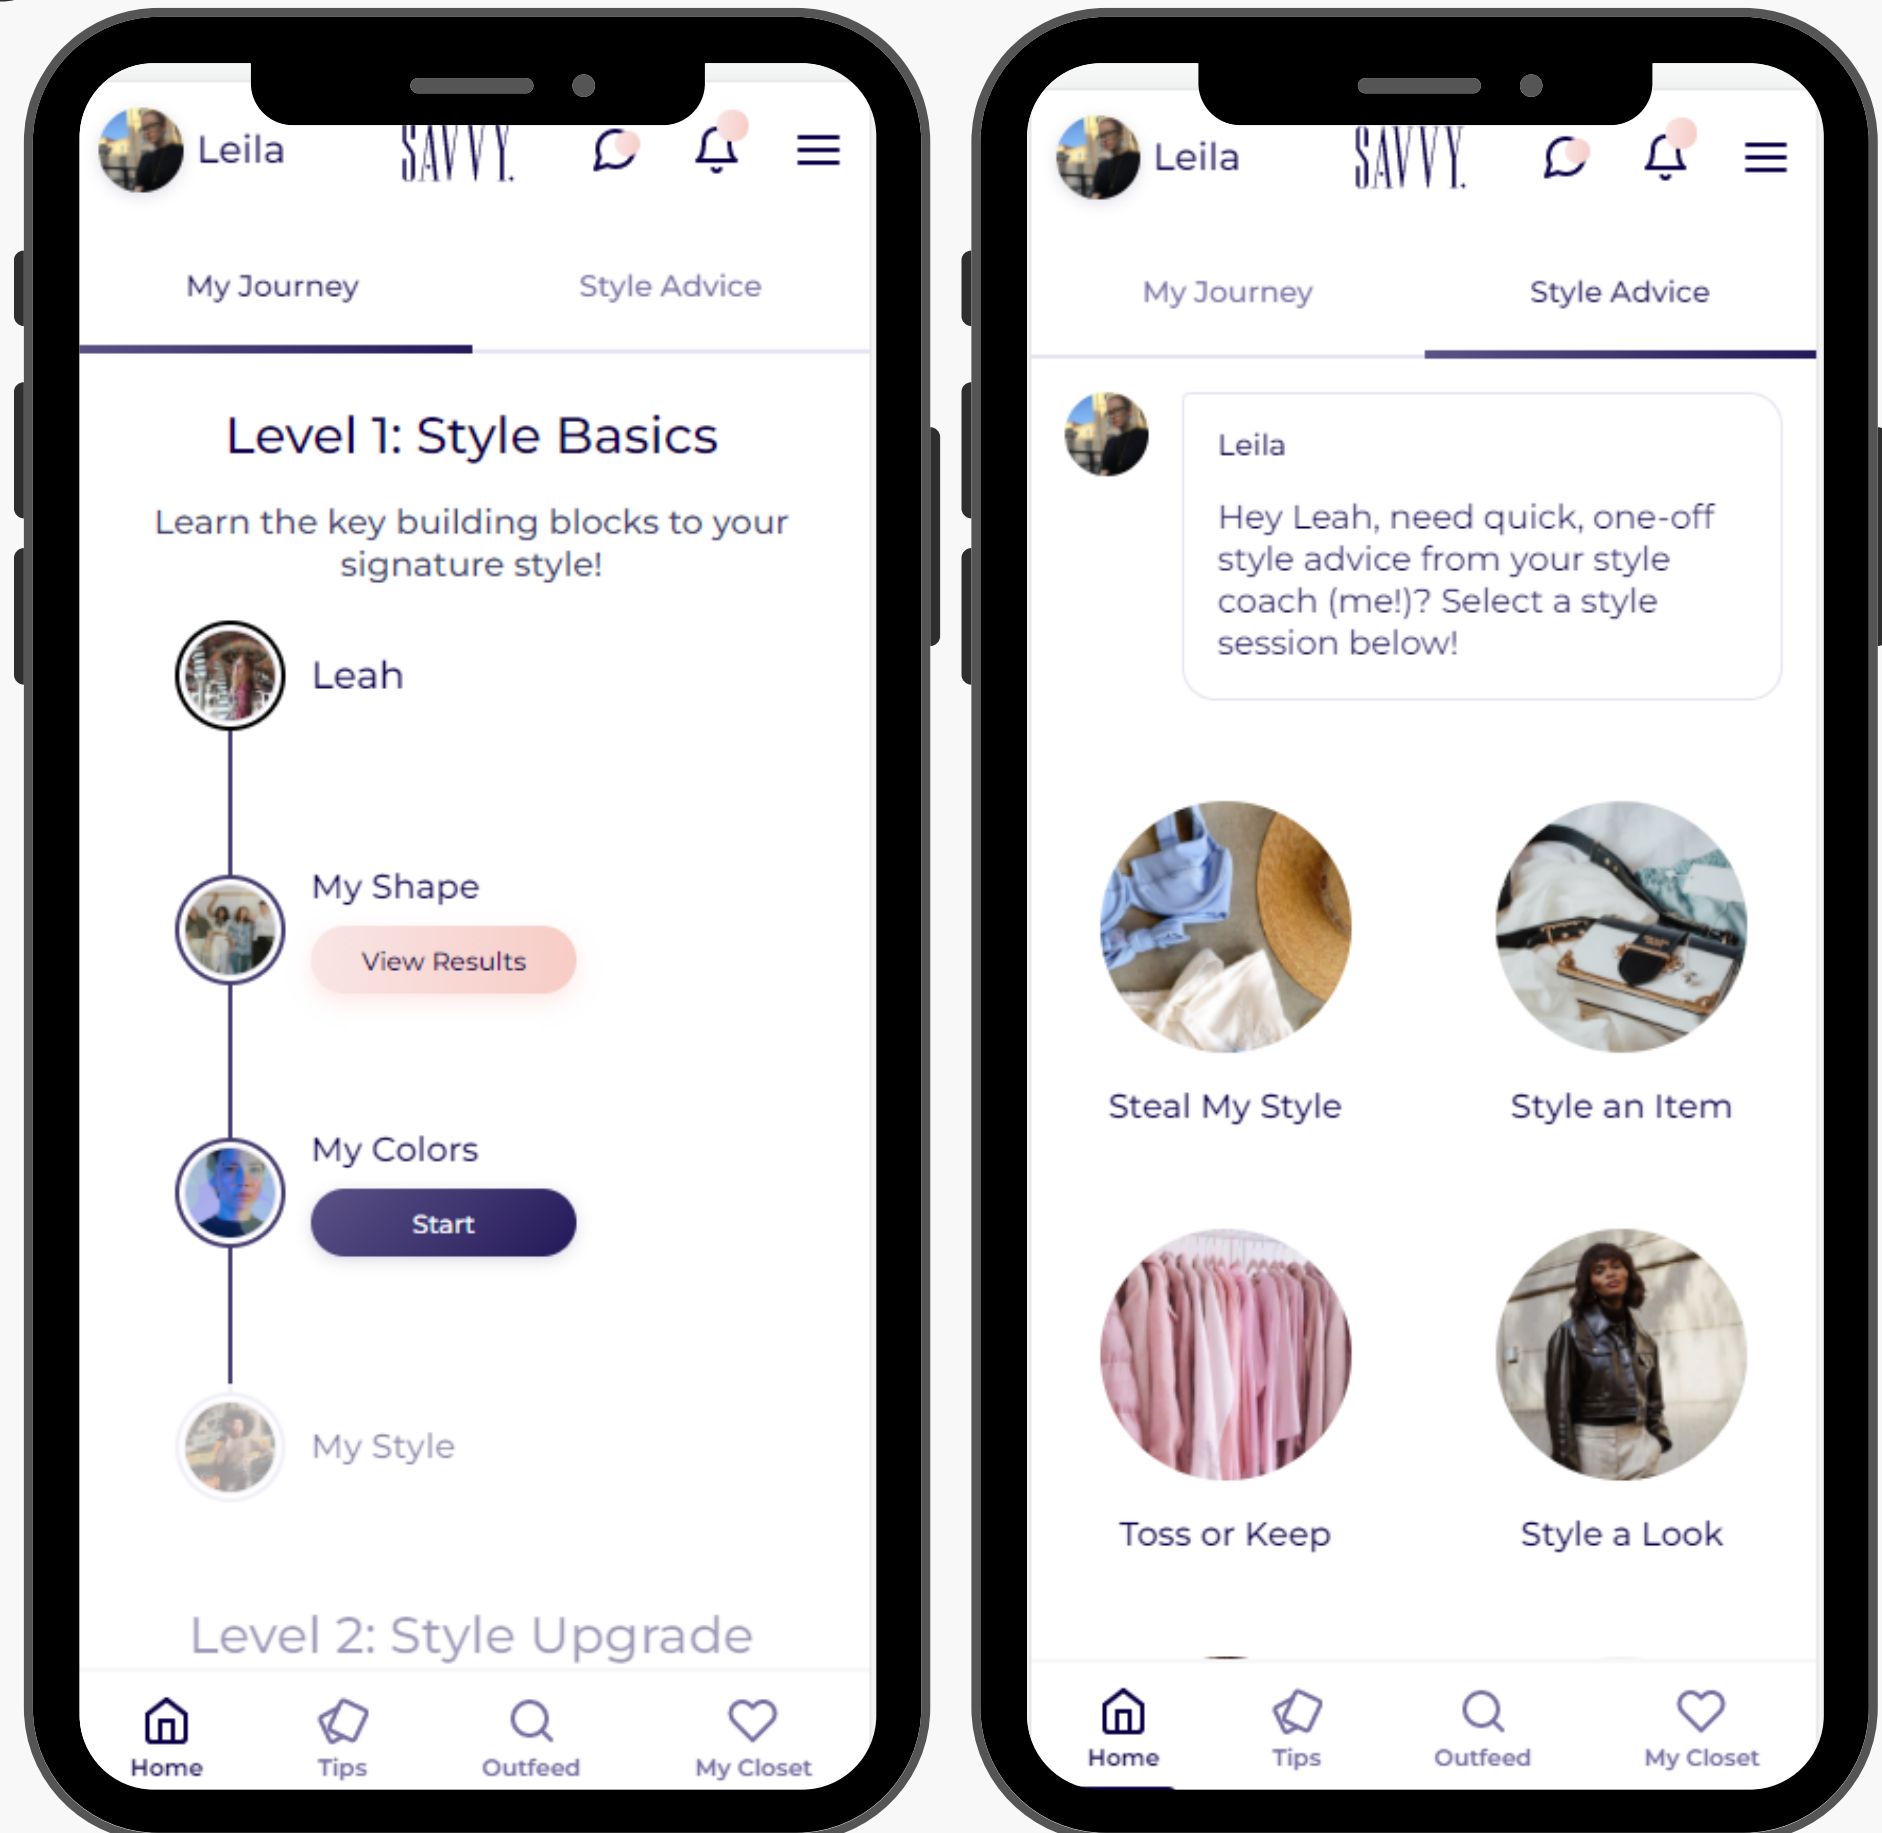 Leila
SAVVY.
My Journey
Style Advice
Level 1: Style Basics
Learn the key building blocks to your
signature style!
Leah
My Shape
View Results
My Colors
Start
My Style
Level 2: Style Upgrade
Home
Tips
Outfeed
My Closet
Leila
SAVVY.
My Journey
Style Advice
Leila
Hey Leah, need quick, one-off
style advice from your style
coach (me!)? Select a style
session below!
Steal My Style
Style an Item
Toss or Keep
Style a Look
Home
Tips
Outfeed
My Closet